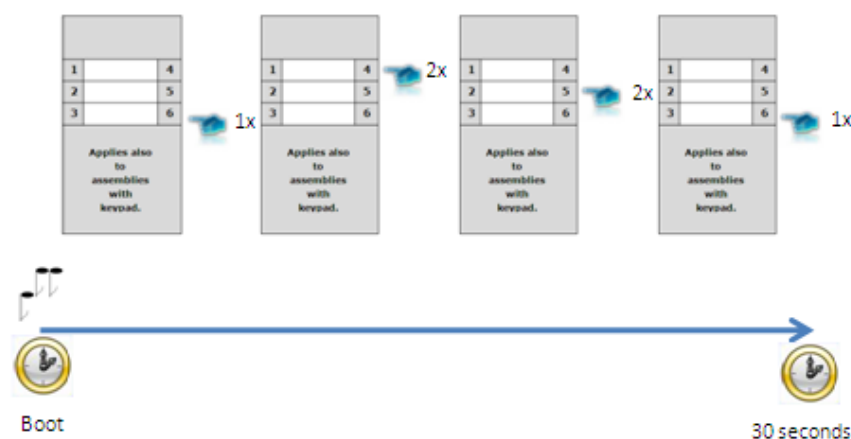 1 4
2 5
3 6
Applies also
to
assemblies
with
keypad.
1x
1 4
2 5
3 6
Applies also
to
assemblies
with
keypad.
2x
1 4
2 5
3 6
Applies also
to
assemblies
with
keypad.
2x
1 4
2 5
3 6
Applies also
to
assemblies
with
keypad.
1x
Boot
30 seconds